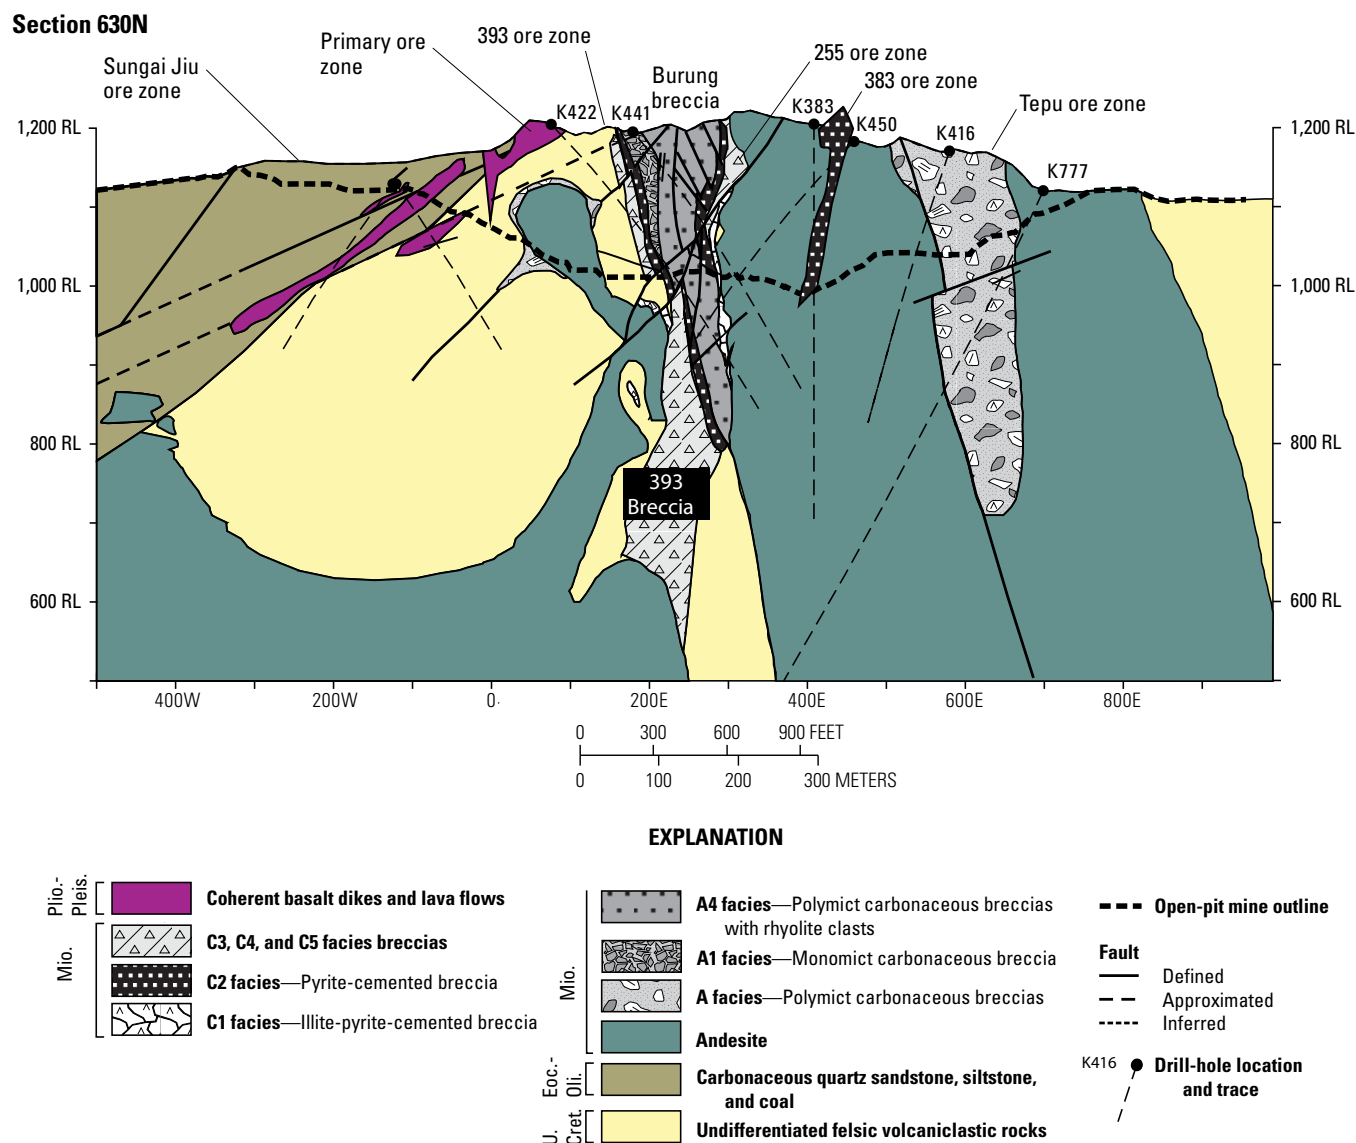 Section 630N
Sungai Jiu
ore zone
Primary ore
zone
393 ore zone
Burung
breccia
255 ore zone
383 ore zone
Tepu ore zone
K422
K441
K383
K450
K416
K777
1,200 RL
1,000 RL
800 RL
600 RL
1,200 RL
1,000 RL
800 RL
600 RL
393
Breccia
400W
200W
0
200E
400E
600E
800E
0 300 600 900 FEET
0 100 200 300 METERS
EXPLANATION
Plio.-
Pleis.
Coherent basalt dikes and lava flows
Mio.
C3, C4, and C5 facies breccias
C2 facies—Pyrite-cemented breccia
C1 facies—Illite-pyrite-cemented breccia
Mio.
A4 facies—Polymict carbonaceous breccias
with rhyolite clasts
A1 facies—Monomict carbonaceous breccia
A facies—Polymict carbonaceous breccias
Andesite
Eoc.-
Oli.
Carbonaceous quartz sandstone, siltstone,
and coal
U.
Cret.
Undifferentiated felsic volcaniclastic rocks
Open-pit mine outline
Fault
Defined
Approximated
Inferred
K416
Drill-hole location
and trace